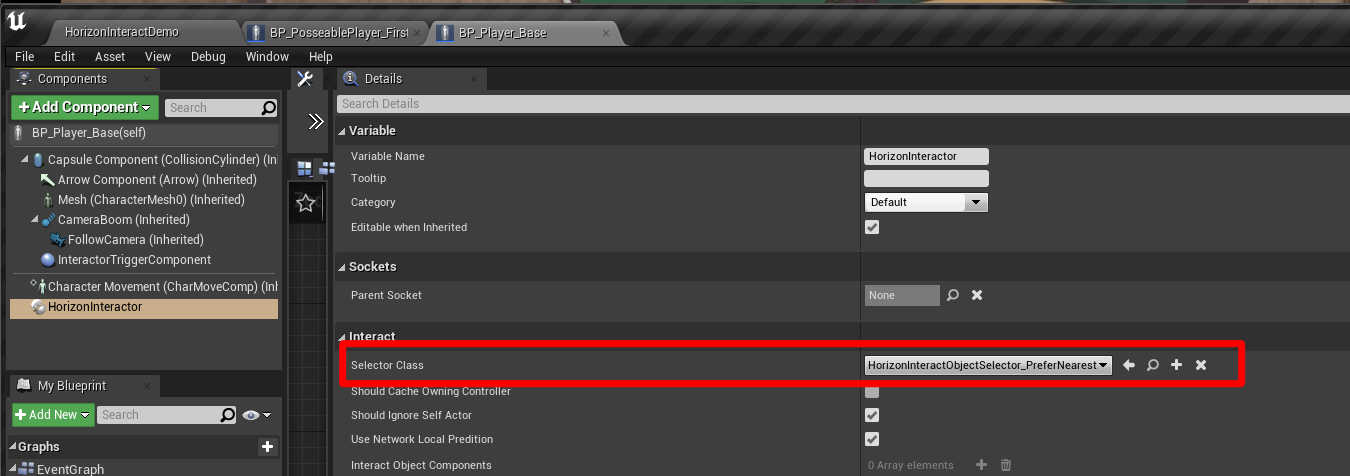 HorizonInteractDemo
BP_PosseablePlayer_First
BP_Player_Base
File Edit Asset View Debug Window Help
Components
Details
Add Component
Search
Search Details
BP_Player_Base(self)
Capsule Component (CollisionCylinder) (In
Arrow Component (Arrow) (Inherited)
Mesh (CharacterMesh0) (Inherited)
CameraBoom (Inherited)
FollowCamera (Inherited)
InteractorTriggerComponent
Character Movement (CharMoveComp) (Inh
HorizonInteractor
My Blueprint
Add New
Search
Graphs
EventGraph
Variable
Variable Name HorizonInteractor
Tooltip
Category Default
Editable when Inherited
Sockets
Parent Socket None
Interact
Selector Class HorizonInteractObjectSelector_PreferNearest
Should Cache Owning Controller
Should Ignore Self Actor
Use Network Local Predition
Interact Object Components 0 Array elements